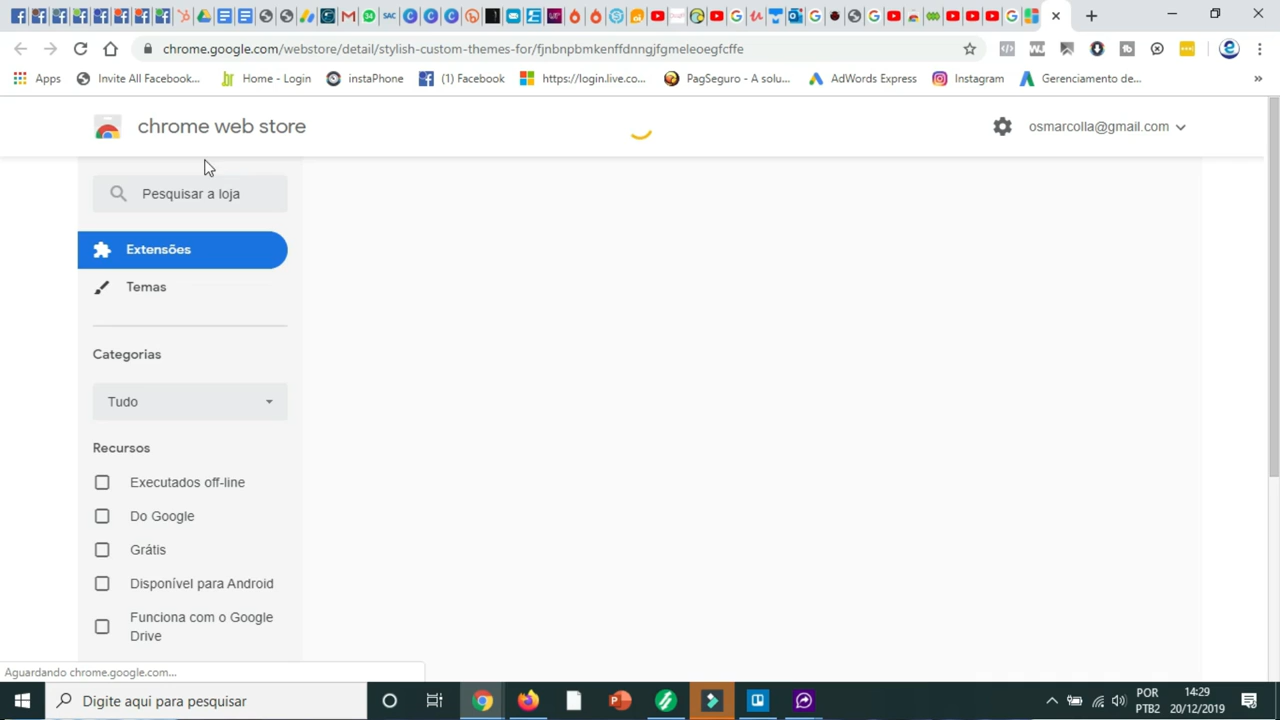 chrome.google.com/webstore/detail/stylish-custom-themes-for/fjnbnpbmkenffdnngjfgmeleoegfcffe
Apps
Invite All Facebook...
Home - Login
instaPhone
(1) Facebook
https://login.live.co...
PagSeguro - A solu...
AdWords Express
Instagram
Gerenciamento de...
»
chrome web store
osmarcolla@gmail.com
Pesquisar a loja
Extensões
Temas
Categorias
Tudo
Recursos
Executados off-line
Do Google
Grátis
Disponível para Android
Funciona com o Google
Drive
Aguardando chrome.google.com...
Digite aqui para pesquisar
POR
PTB2
14:29
20/12/2019